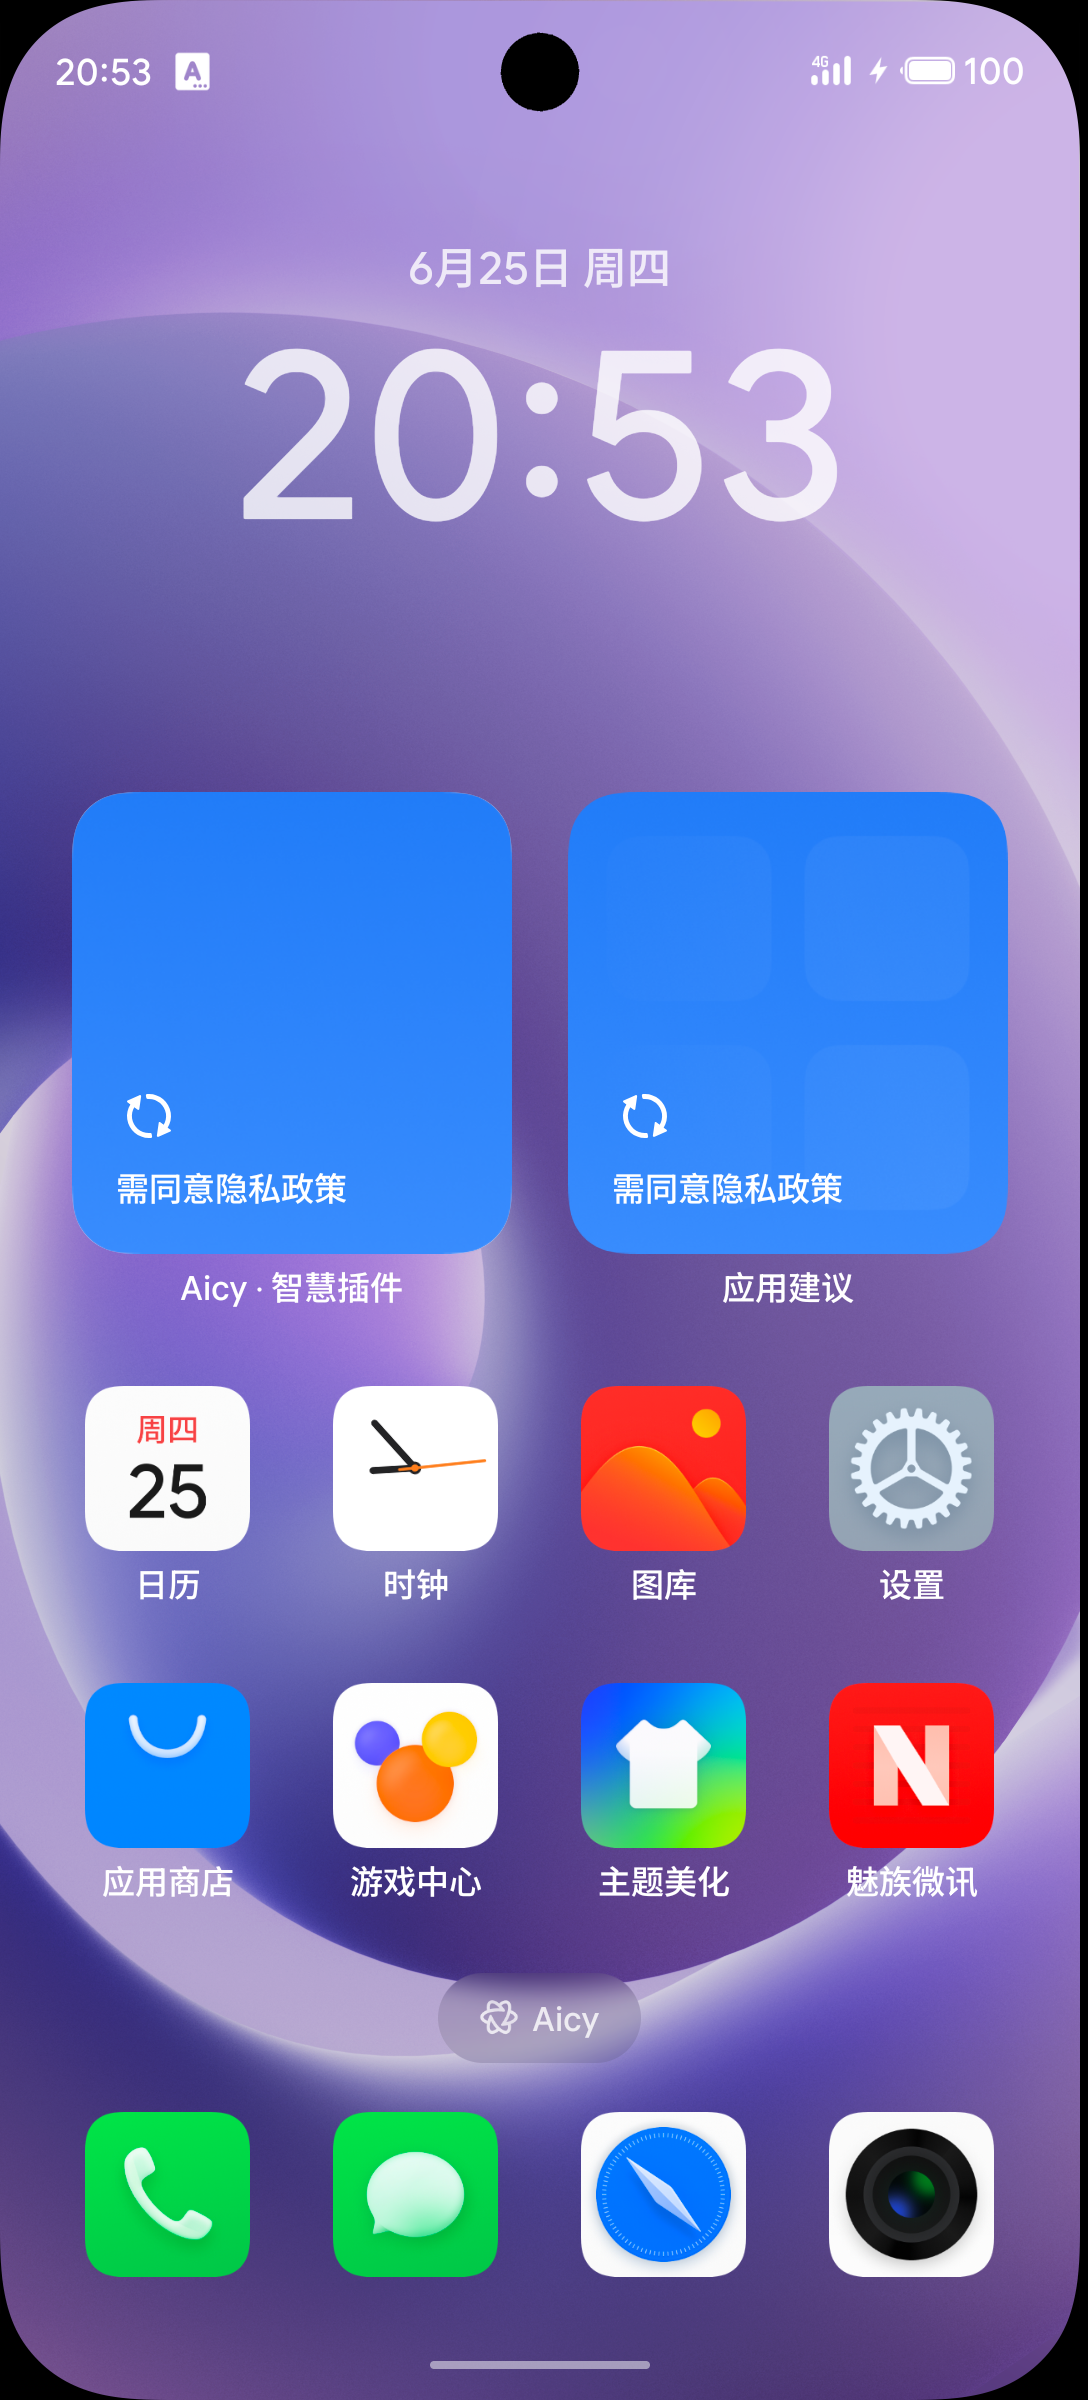 20:53 A 4G 100
6月25日 周四
20:53
需同意隐私政策 需同意隐私政策
Aicy · 智慧插件 应用建议
周四
25
日历 时钟 图库 设置
N
应用商店 游戏中心 主题美化 魅族微讯
Aicy